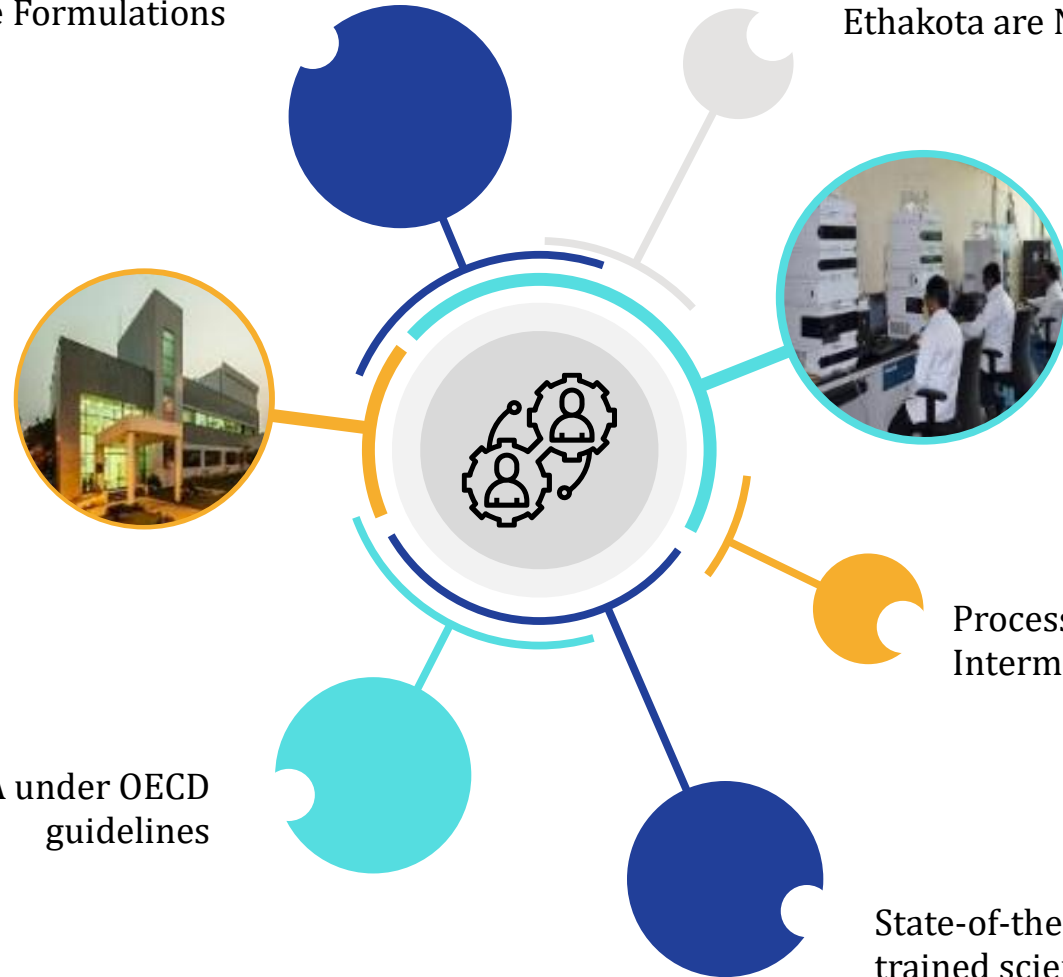 e Formulations
Ethakota are N
Process
Interm
A under OECD
guidelines
State-of-the
trained scie